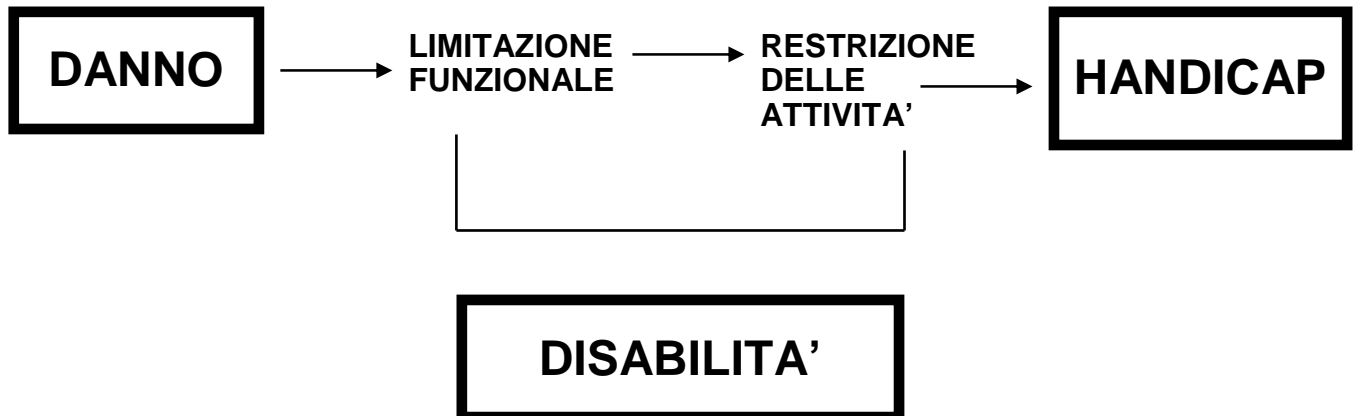 DANNO
LIMITAZIONE
FUNZIONALE
RESTRIZIONE
DELLE
ATTIVITA’
HANDICAP
DISABILITA’